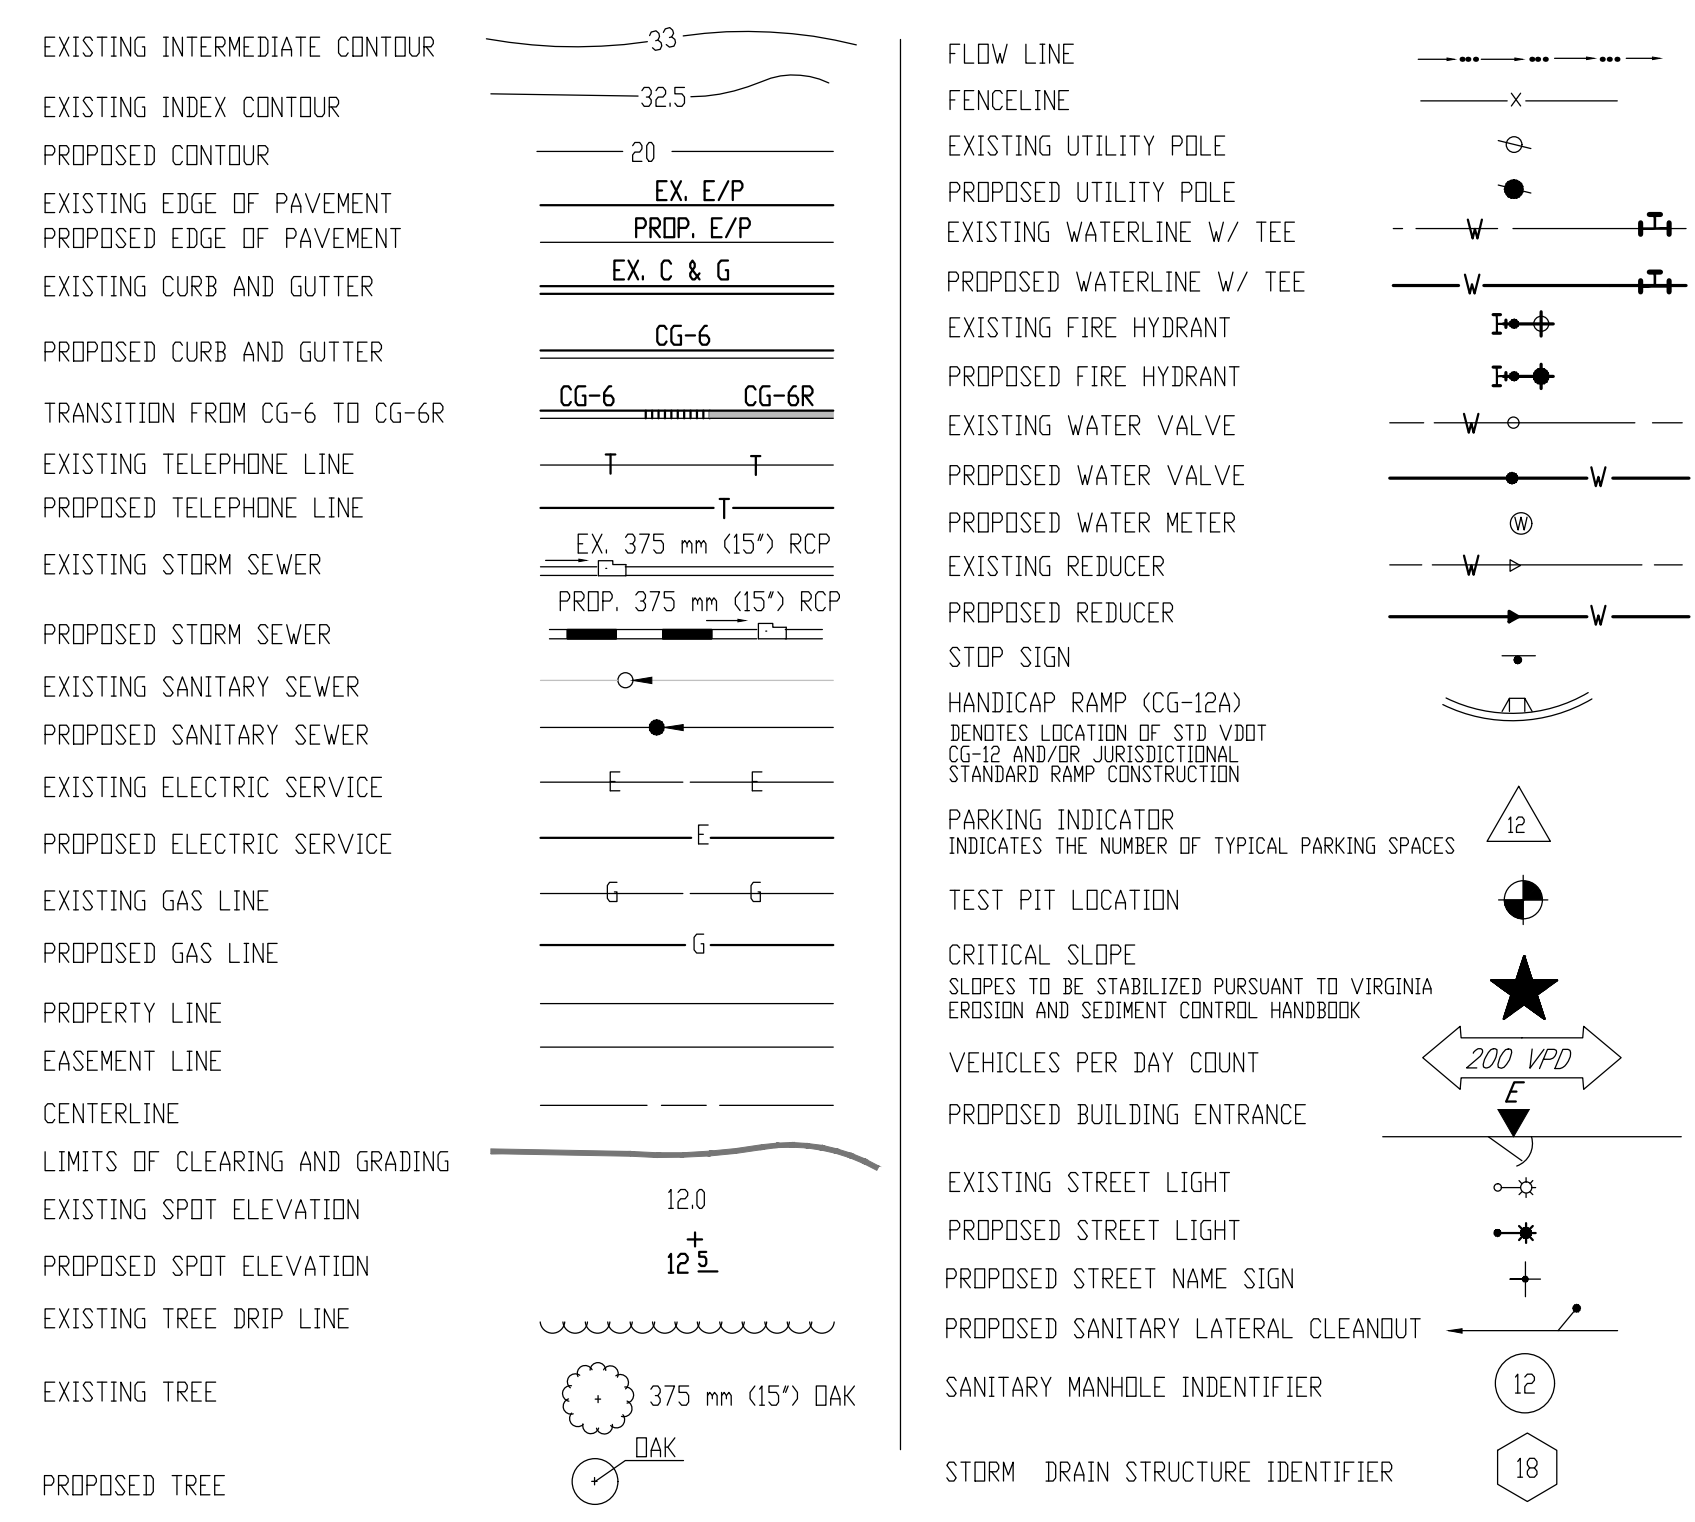 EXISTING INTERMEDIATE CONTOUR 33
EXISTING INDEX CONTOUR 32.5
PROPOSED CONTOUR 20
EXISTING EDGE OF PAVEMENT EX. E/P
PROPOSED EDGE OF PAVEMENT PROP. E/P
EXISTING CURB AND GUTTER EX. C & G
PROPOSED CURB AND GUTTER CG-6
TRANSITION FROM CG-6 TO CG-6R CG-6 CG-6R
EXISTING TELEPHONE LINE T T
PROPOSED TELEPHONE LINE T
EXISTING STORM SEWER EX. 375 mm (15") RCP
PROPOSED STORM SEWER PROP. 375 mm (15") RCP
EXISTING SANITARY SEWER
PROPOSED SANITARY SEWER
EXISTING ELECTRIC SERVICE E E
PROPOSED ELECTRIC SERVICE E
EXISTING GAS LINE G G
PROPOSED GAS LINE G
PROPERTY LINE
EASEMENT LINE
CENTERLINE
LIMITS OF CLEARING AND GRADING
EXISTING SPOT ELEVATION 12.0
PROPOSED SPOT ELEVATION + 12 5
EXISTING TREE DRIP LINE
EXISTING TREE 375 mm (15") OAK
PROPOSED TREE OAK
FLOW LINE
FENCELINE X
EXISTING UTILITY POLE
PROPOSED UTILITY POLE
EXISTING WATERLINE W/ TEE W
PROPOSED WATERLINE W/ TEE W
EXISTING FIRE HYDRANT
PROPOSED FIRE HYDRANT
EXISTING WATER VALVE W
PROPOSED WATER VALVE W
PROPOSED WATER METER W
EXISTING REDUCER W
PROPOSED REDUCER W
STOP SIGN
HANDICAP RAMP (CG-12A)
DENOTES LOCATION OF STD VDOT
CG-12 AND/OR JURISDICTIONAL
STANDARD RAMP CONSTRUCTION
PARKING INDICATOR 12
INDICATES THE NUMBER OF TYPICAL PARKING SPACES
TEST PIT LOCATION
CRITICAL SLOPE
SLOPES TO BE STABILIZED PURSUANT TO VIRGINIA
EROSION AND SEDIMENT CONTROL HANDBOOK
VEHICLES PER DAY COUNT 200 VPD
PROPOSED BUILDING ENTRANCE E
EXISTING STREET LIGHT
PROPOSED STREET LIGHT
PROPOSED STREET NAME SIGN
PROPOSED SANITARY LATERAL CLEANOUT
SANITARY MANHOLE INDENTIFIER 12
STORM DRAIN STRUCTURE IDENTIFIER 18